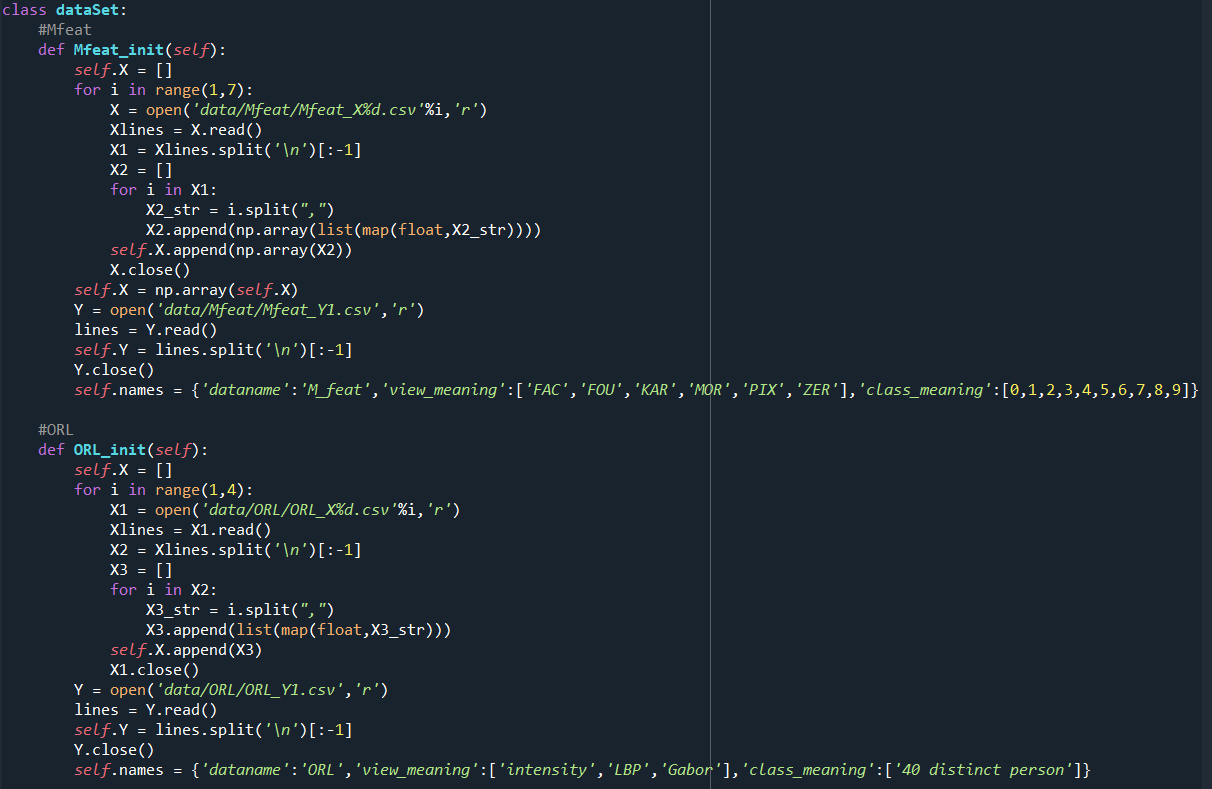 class dataSet:
    #Mfeat
    def Mfeat_init(self):
        self.X = []
        for i in range(1,7):
            X = open('data/Mfeat/Mfeat_X%d.csv'%i,'r')
            Xlines = X.read()
            X1 = Xlines.split('\n')[:-1]
            X2 = []
            for i in X1:
                X2_str = i.split(",")
                X2.append(np.array(list(map(float,X2_str))))
            self.X.append(np.array(X2))
            X.close()
        self.X = np.array(self.X)
        Y = open('data/Mfeat/Mfeat_Y1.csv','r')
        lines = Y.read()
        self.Y = lines.split('\n')[:-1]
        Y.close()
        self.names = {'dataname':'M_feat','view_meaning':['FAC','FOU','KAR','MOR','PIX','ZER'],'class_meaning':[0,1,2,3,4,5,6,7,8,9]}

    #ORL
    def ORL_init(self):
        self.X = []
        for i in range(1,4):
            X1 = open('data/ORL/ORL_X%d.csv'%i,'r')
            Xlines = X1.read()
            X2 = Xlines.split('\n')[:-1]
            X3 = []
            for i in X2:
                X3_str = i.split(",")
                X3.append(list(map(float,X3_str)))
            self.X.append(X3)
            X1.close()
        Y = open('data/ORL/ORL_Y1.csv','r')
        lines = Y.read()
        self.Y = lines.split('\n')[:-1]
        Y.close()
        self.names = {'dataname':'ORL','view_meaning':['intensity','LBP','Gabor'],'class_meaning':['40 distinct person']}